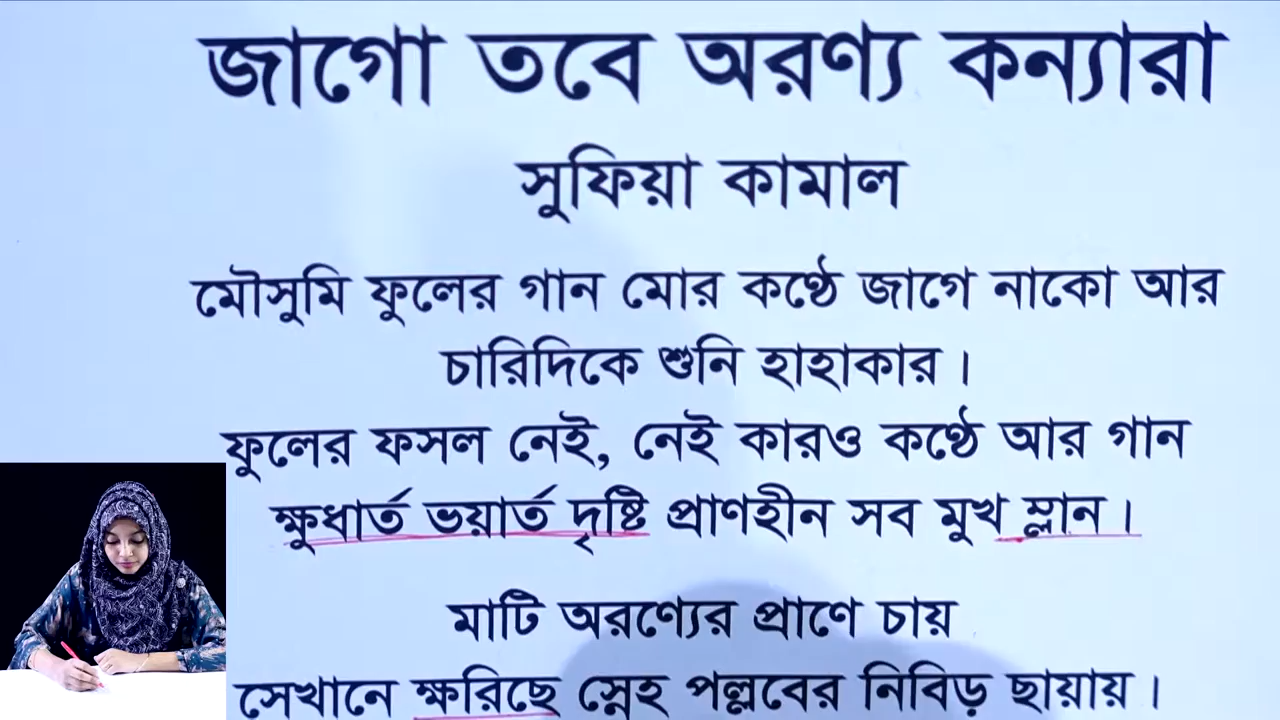 জাগো তবে অরণ্য কন্যারা
সুফিয়া কামাল
মৌসুমি ফুলের গান মোর কণ্ঠে জাগে নাকো আর
চারিদিকে শুনি হাহাকার।
ফুলের ফসল নেই, নেই কারও কণ্ঠে আর গান
ক্ষুধার্ত ভয়ার্ত দৃষ্টি প্রাণহীন সব মুখ ম্লান।
মাটি অরণ্যের প্রাণে চায়
সেখানে ক্ষরিছে স্নেহ পল্লবের নিবিড় ছায়ায়।